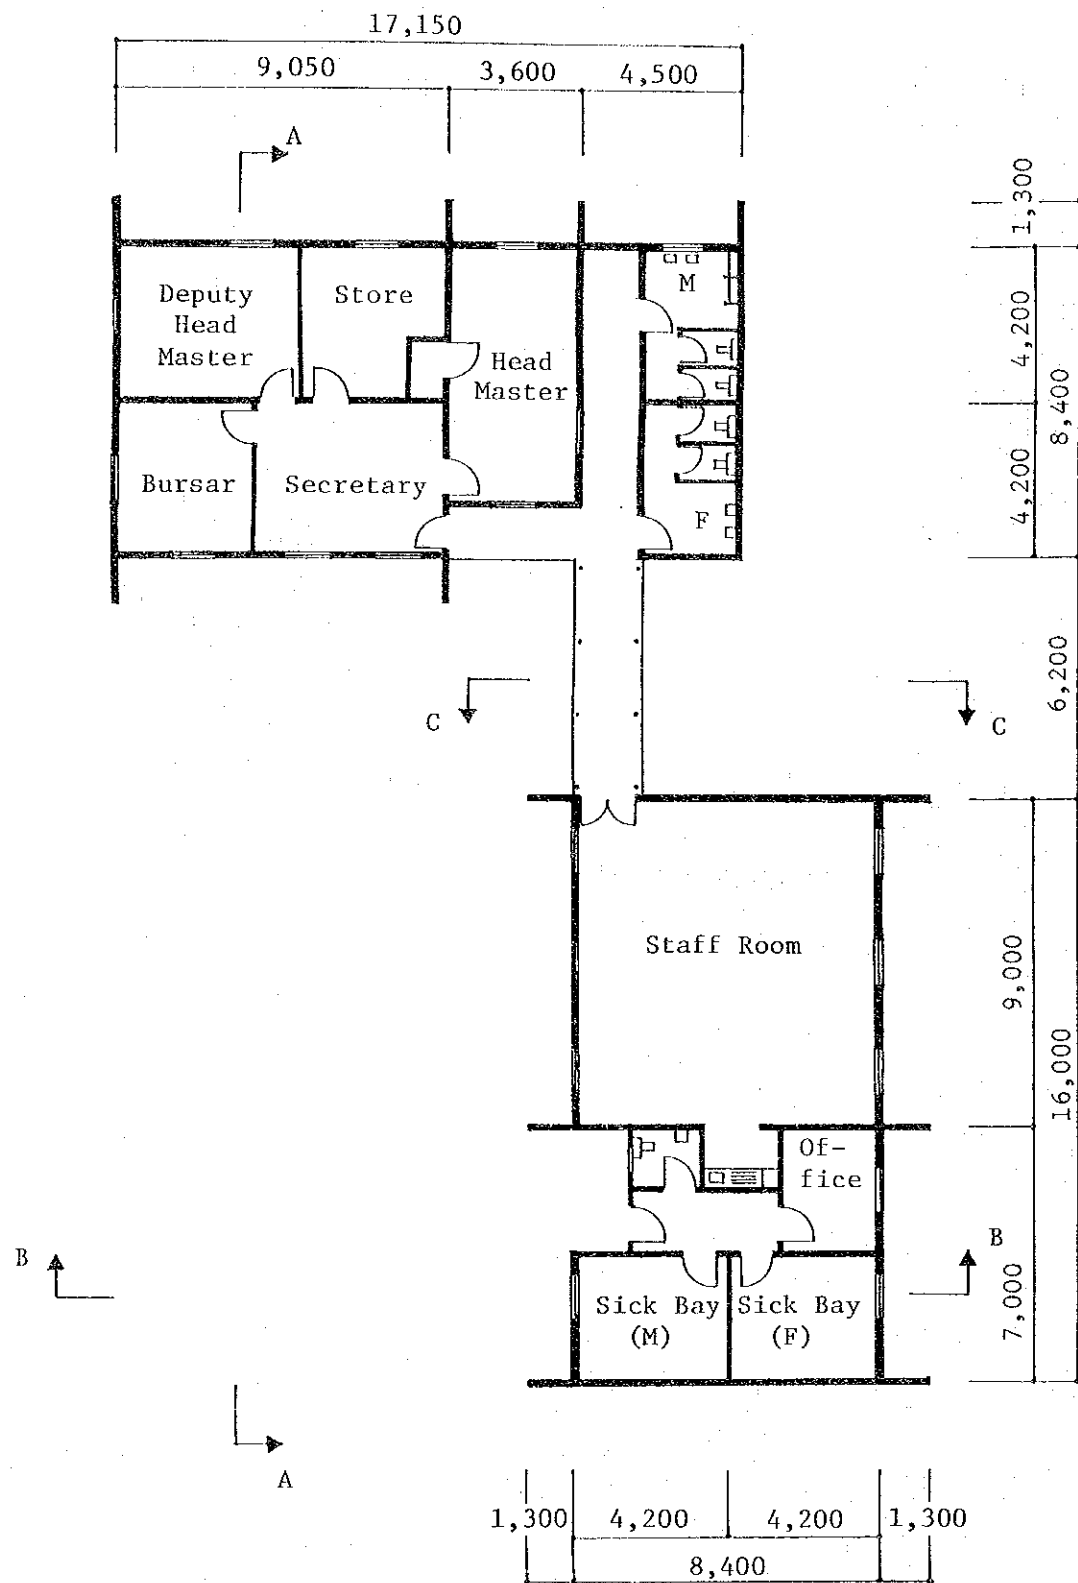 17,150
9,050
3,600
4,500
A
1,300
Deputy
Head
Master
Store
M
Head
Master
4,200
8,400
Bursar
Secretary
F
4,200
C
C
6,200
Staff Room
9,000
16,000
Of-
fice
B
B
Sick Bay
(M)
Sick Bay
(F)
7,000
A
1,300
4,200
4,200
1,300
8,400